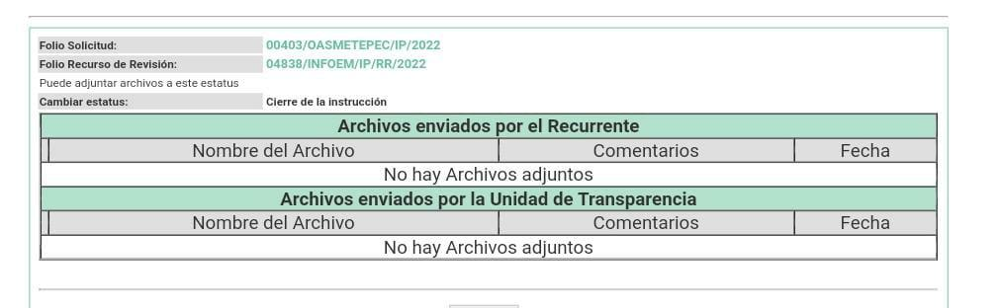 Folio Solicitud: 00403/OASMETEPEC/IP/2022
Folio Recurso de Revisión: 04838/INFOEM/IP/RR/2022
Puede adjuntar archivos a este estatus
Cambiar estatus: Cierre de la instrucción
Archivos enviados por el Recurrente
Nombre del Archivo Comentarios Fecha
No hay Archivos adjuntos
Archivos enviados por la Unidad de Transparencia
Nombre del Archivo Comentarios Fecha
No hay Archivos adjuntos